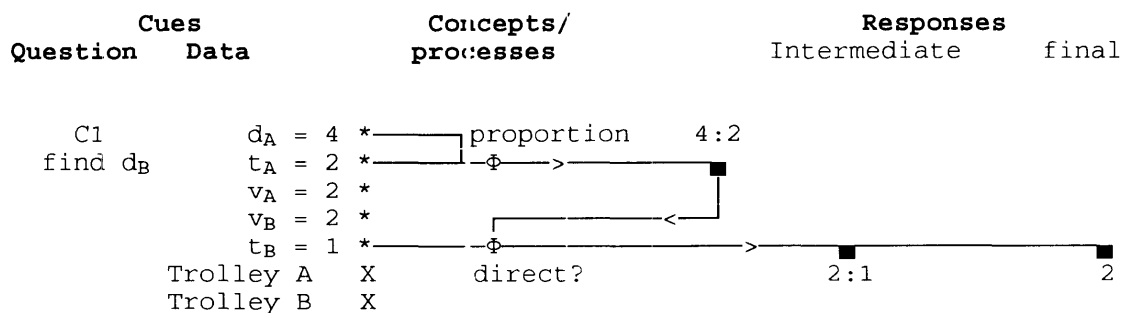 Cues Concepts/ Responses
Question Data processes Intermediate final
C1 dA = 4 * proportion 4:2
find dB tA = 2 * Φ >
vA = 2 *
vB = 2 * <
tB = 1 * Φ >
Trolley A X direct? 2:1 2
Trolley B X